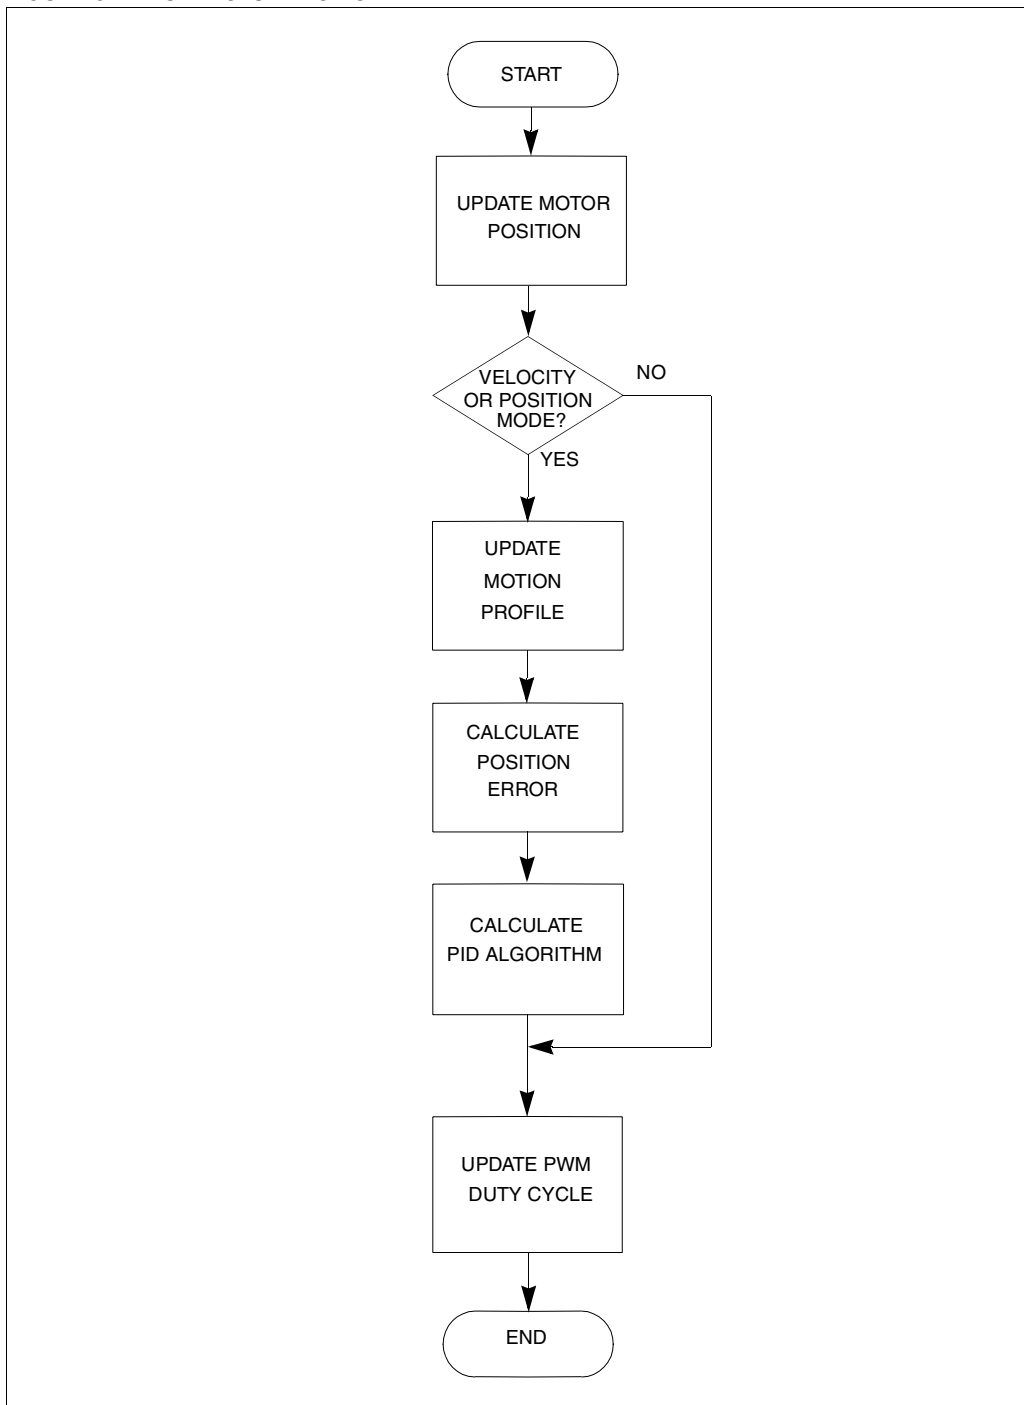 START
UPDATE MOTOR
POSITION
VELOCITY
OR POSITION
MODE?
NO
YES
UPDATE
MOTION
PROFILE
CALCULATE
POSITION
ERROR
CALCULATE
PID ALGORITHM
UPDATE PWM
DUTY CYCLE
END